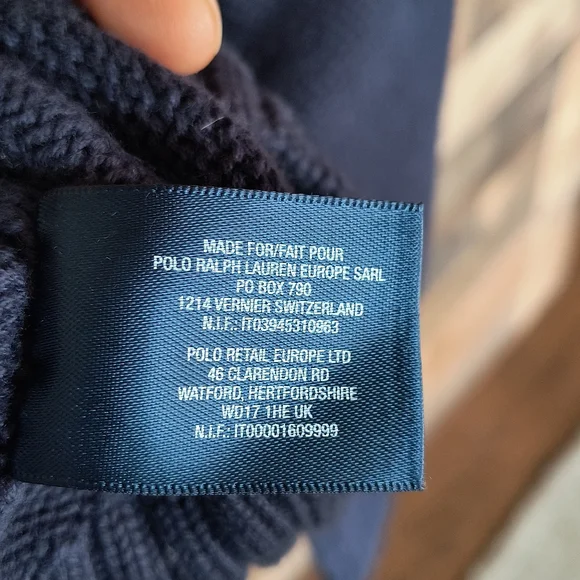 MADE FOR/FAIT POUR
POLO RALPH LAUREN EUROPE SARL
PO BOX 790
1214 VERNIER SWITZERLAND
N.I.F.: IT03945310963
POLO RETAIL EUROPE LTD
46 CLARENDON RD
WATFORD, HERTFORDSHIRE
WD17 1HE UK
N.I.F.: IT00001609999